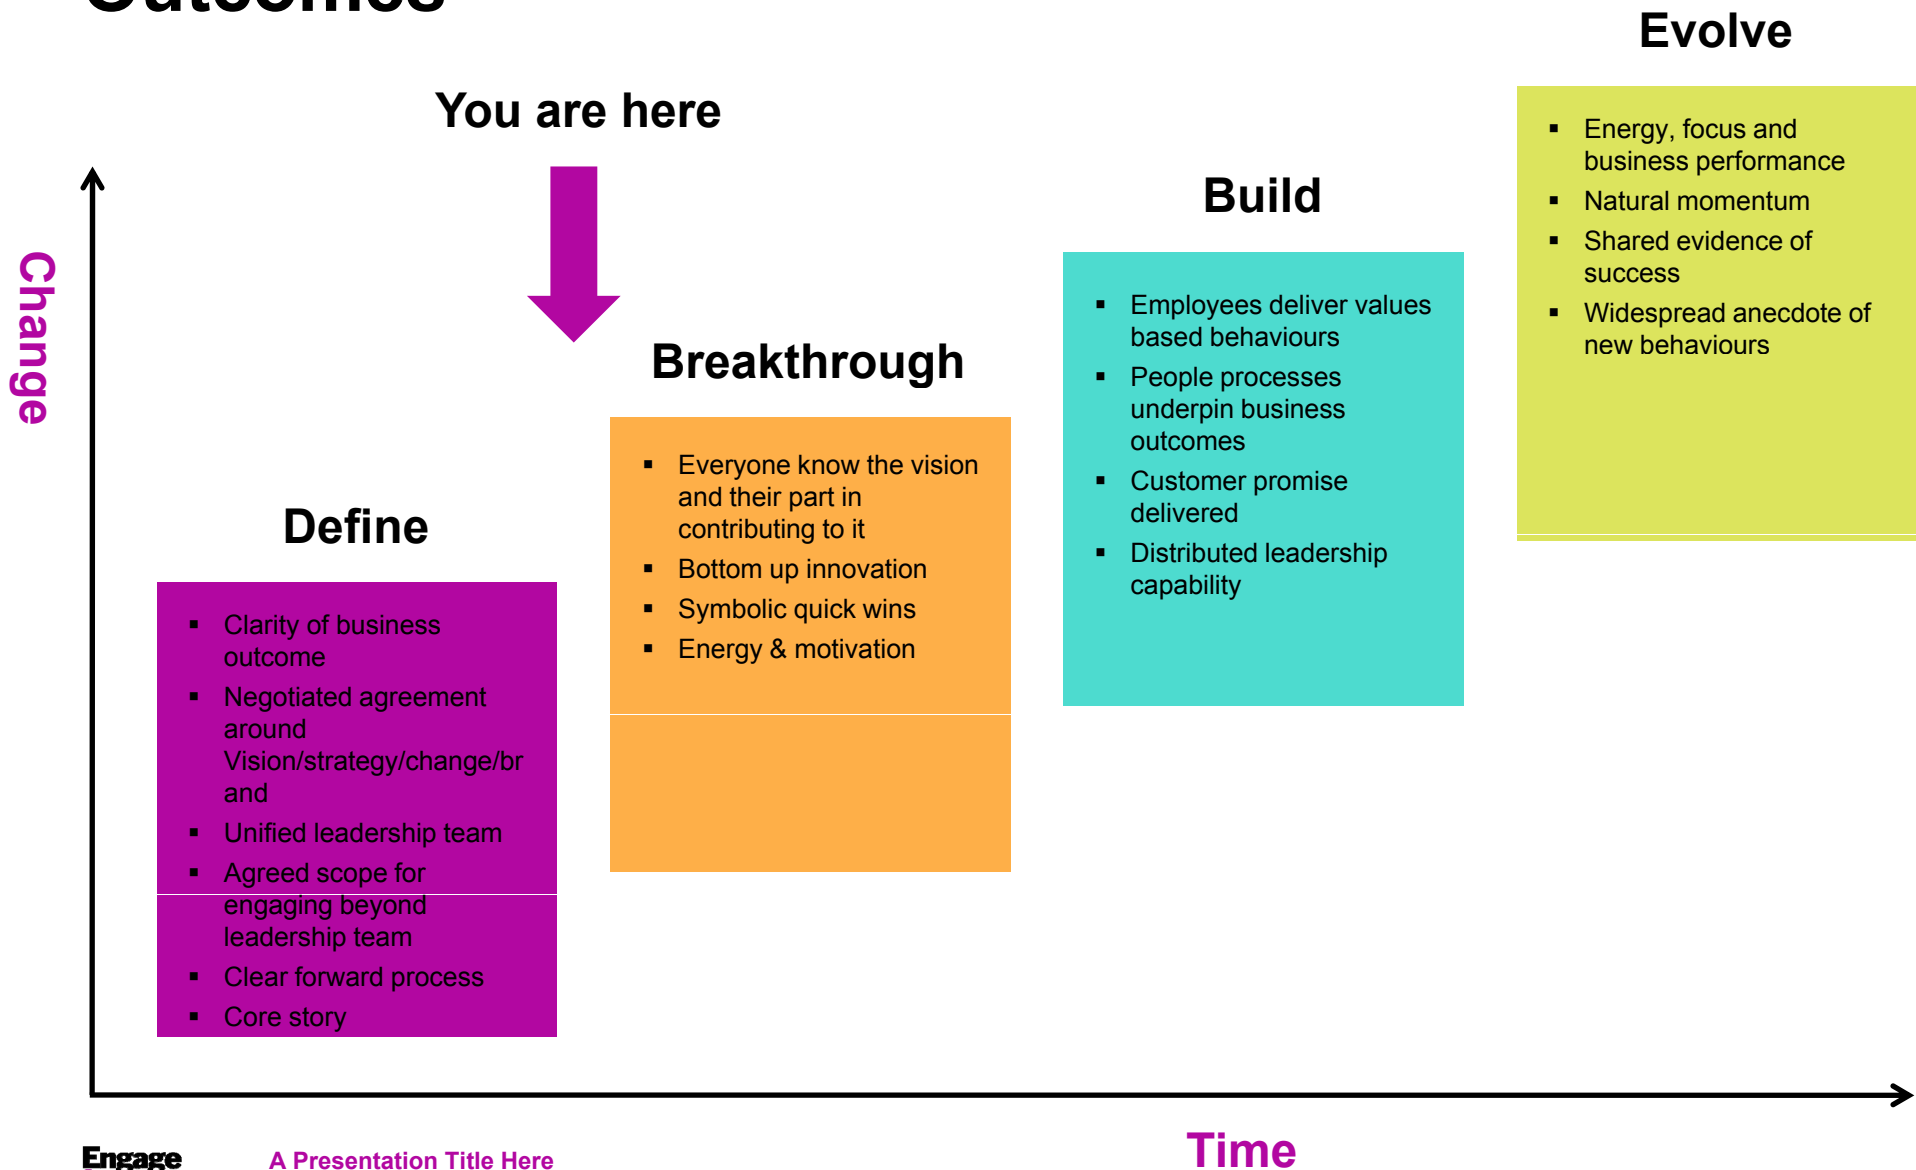 Outcomes
Evolve
You are here
▪ Energy, focus and
business performance
▪ Natural momentum
▪ Shared evidence of
success
▪ Widespread anecdote of
new behaviours
Build
▪ Employees deliver values
based behaviours
▪ People processes
underpin business
outcomes
▪ Customer promise
delivered
▪ Distributed leadership
capability
Change
Breakthrough
▪ Everyone know the vision
and their part in
contributing to it
▪ Bottom up innovation
▪ Symbolic quick wins
▪ Energy & motivation
Define
▪ Clarity of business
outcome
▪ Negotiated agreement
around
Vision/strategy/change/br
and
▪ Unified leadership team
▪ Agreed scope for
engaging beyond
leadership team
▪ Clear forward process
▪ Core story
Time
Engage
A Presentation Title Here